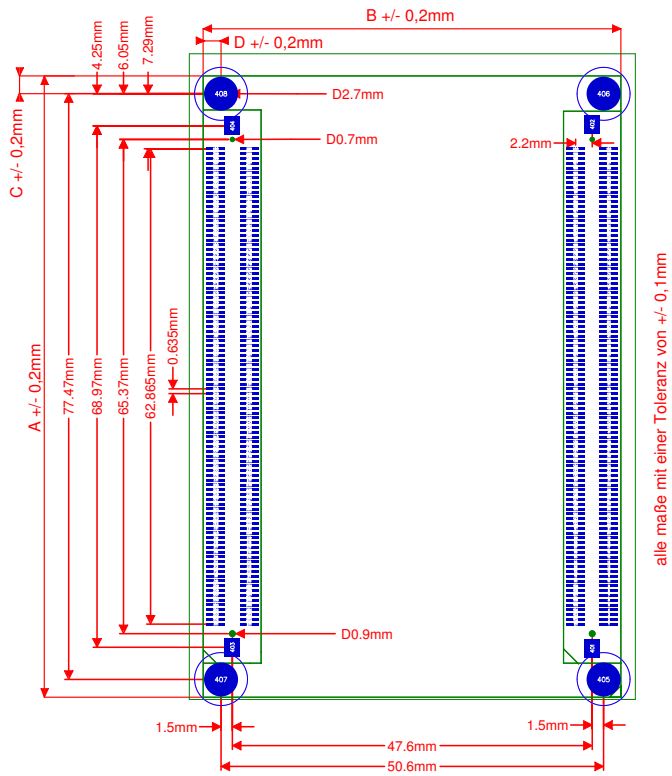 B +/- 0,2mm
D +/- 0,2mm
4.25mm
6.05mm
7.29mm
C +/- 0,2mm
408
D2.7mm
406
404
402
D0.7mm
2.2mm
A +/- 0,2mm
77.47mm
68.97mm
65.37mm
62.865mm
0.635mm
alle maße mit einer Toleranz von +/- 0,1mm
D0.9mm
403
401
407
405
1.5mm
1.5mm
47.6mm
50.6mm